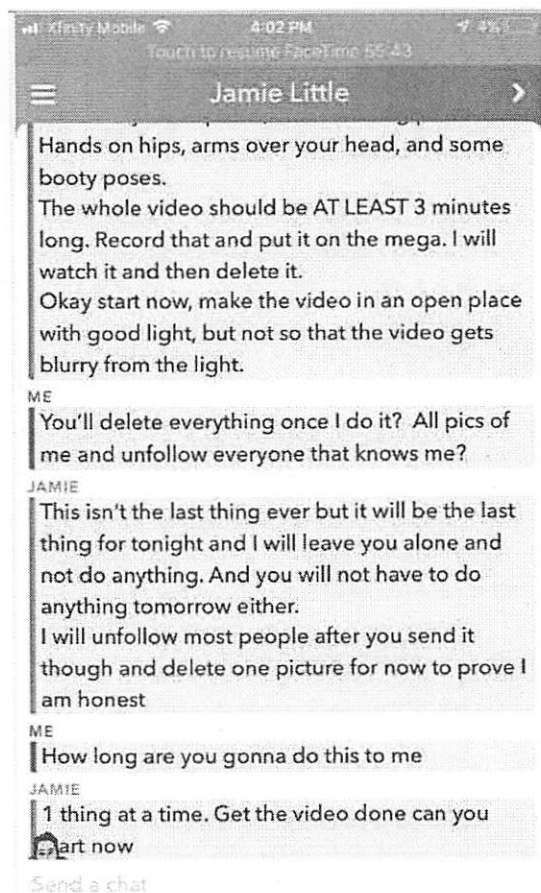 Xfinity Mobile 4:02 PM 4%
Touch to resume FaceTime 55:43
Jamie Little
Hands on hips, arms over your head, and some
booty poses.
The whole video should be AT LEAST 3 minutes
long. Record that and put it on the mega. I will
watch it and then delete it.
Okay start now, make the video in an open place
with good light, but not so that the video gets
blurry from the light.
ME
You'll delete everything once I do it? All pics of
me and unfollow everyone that knows me?
JAMIE
This isn't the last thing ever but it will be the last
thing for tonight and I will leave you alone and
not do anything. And you will not have to do
anything tomorrow either.
I will unfollow most people after you send it
though and delete one picture for now to prove I
am honest
ME
How long are you gonna do this to me
JAMIE
1 thing at a time. Get the video done can you
art now
Send a chat